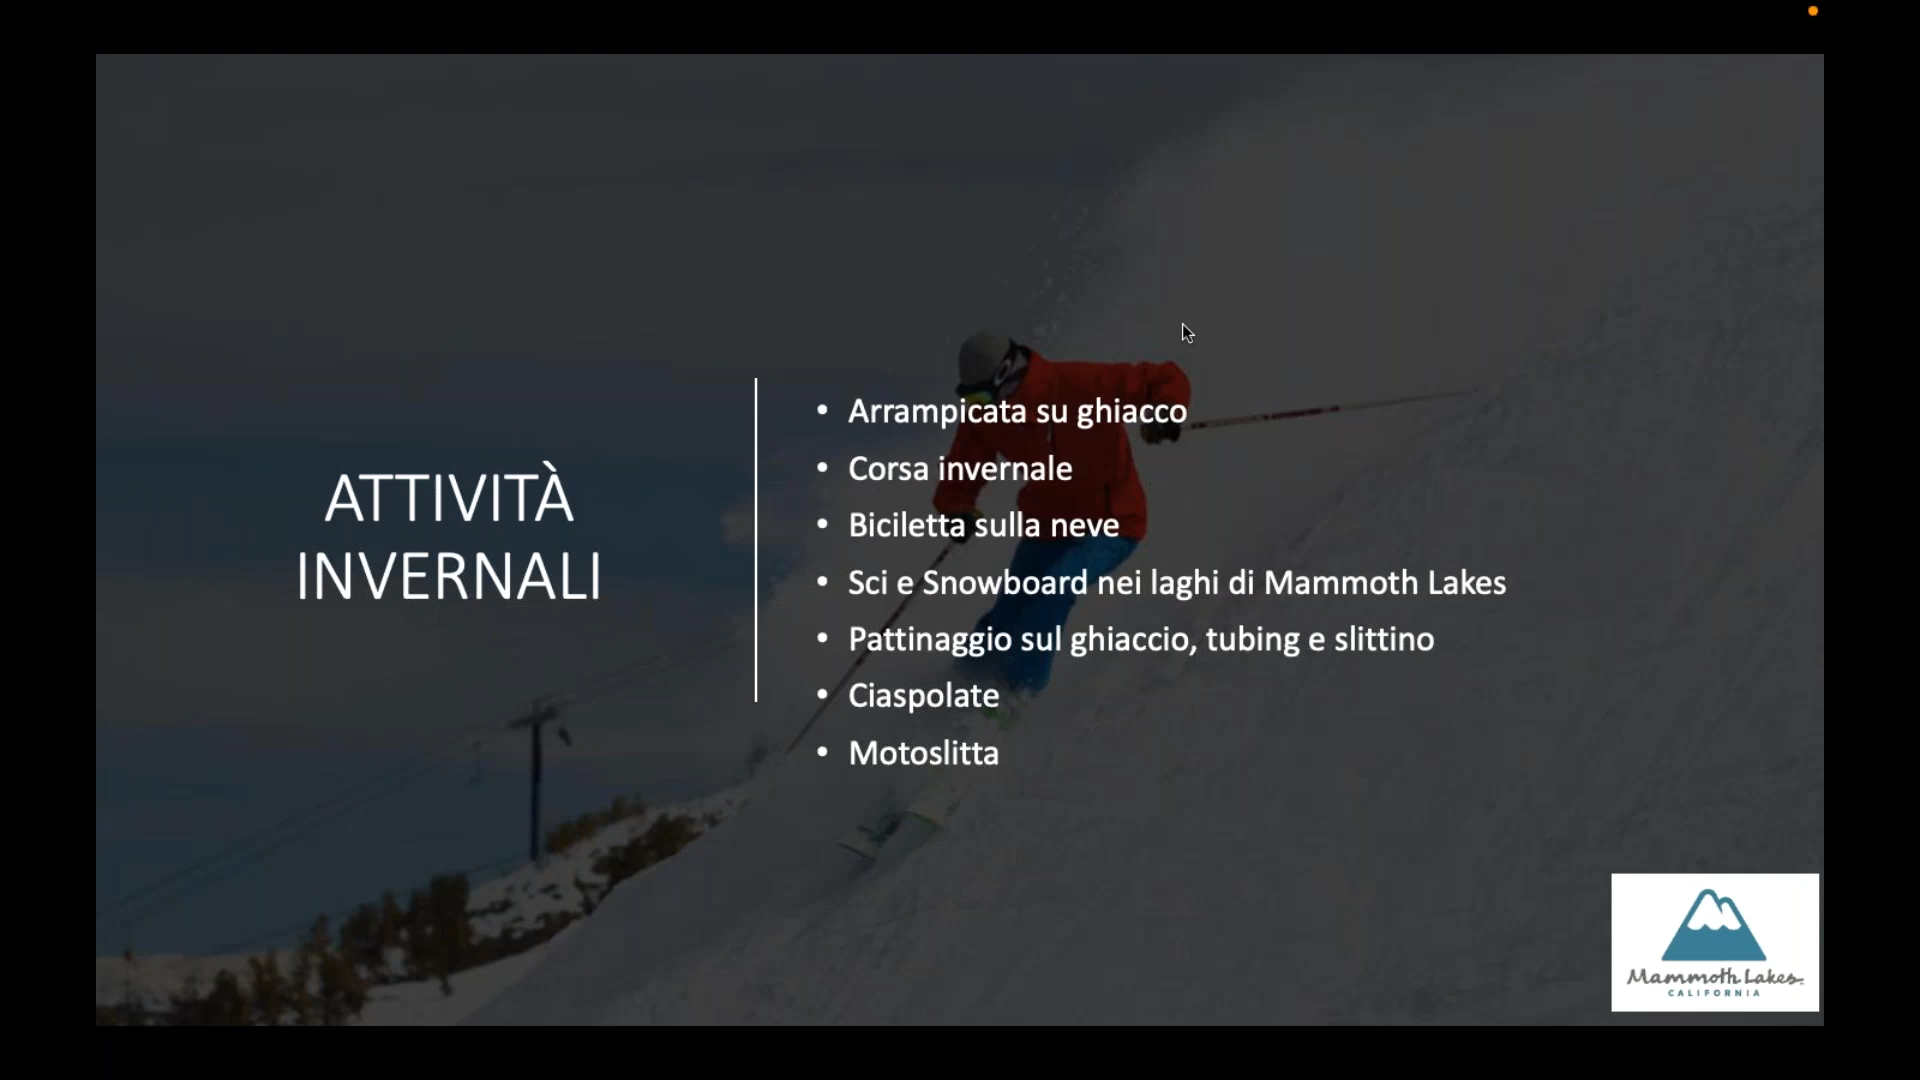 ATTIVITÀ
INVERNALI
• Arrampicata su ghiacco
• Corsa invernale
• Biciletta sulla neve
• Sci e Snowboard nei laghi di Mammoth Lakes
• Pattinaggio sul ghiaccio, tubing e slittino
• Ciaspolate
• Motoslitta
Mammoth Lakes
CALIFORNIA